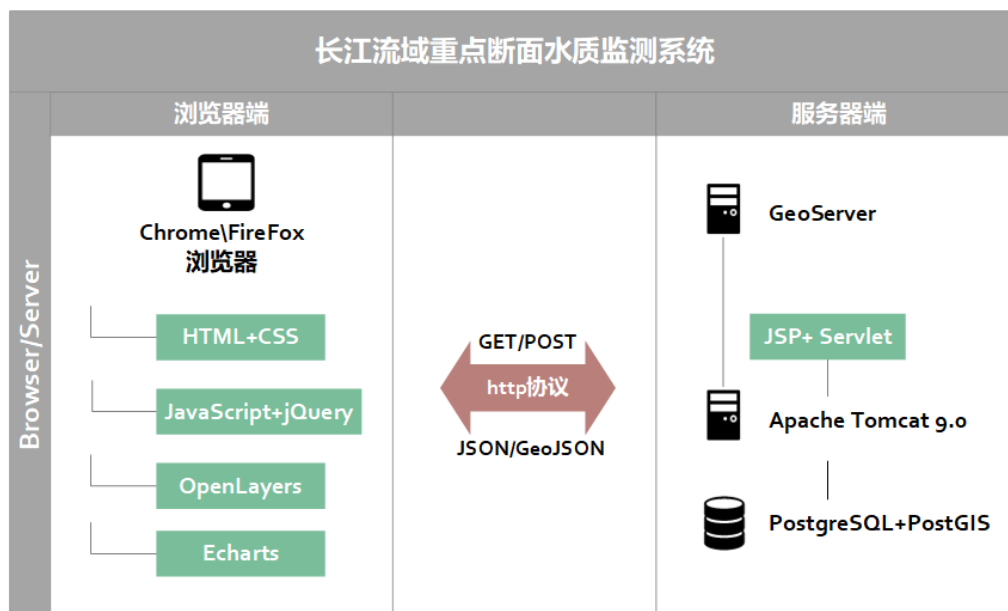 长江流域重点断面水质监测系统
浏览器端
服务器端
Browser/Server
Chrome\FireFox
浏览器
HTML+CSS
JavaScript+jQuery
OpenLayers
Echarts
GET/POST
http协议
JSON/GeoJSON
GeoServer
JSP+ Servlet
Apache Tomcat 9.0
PostgreSQL+PostGIS